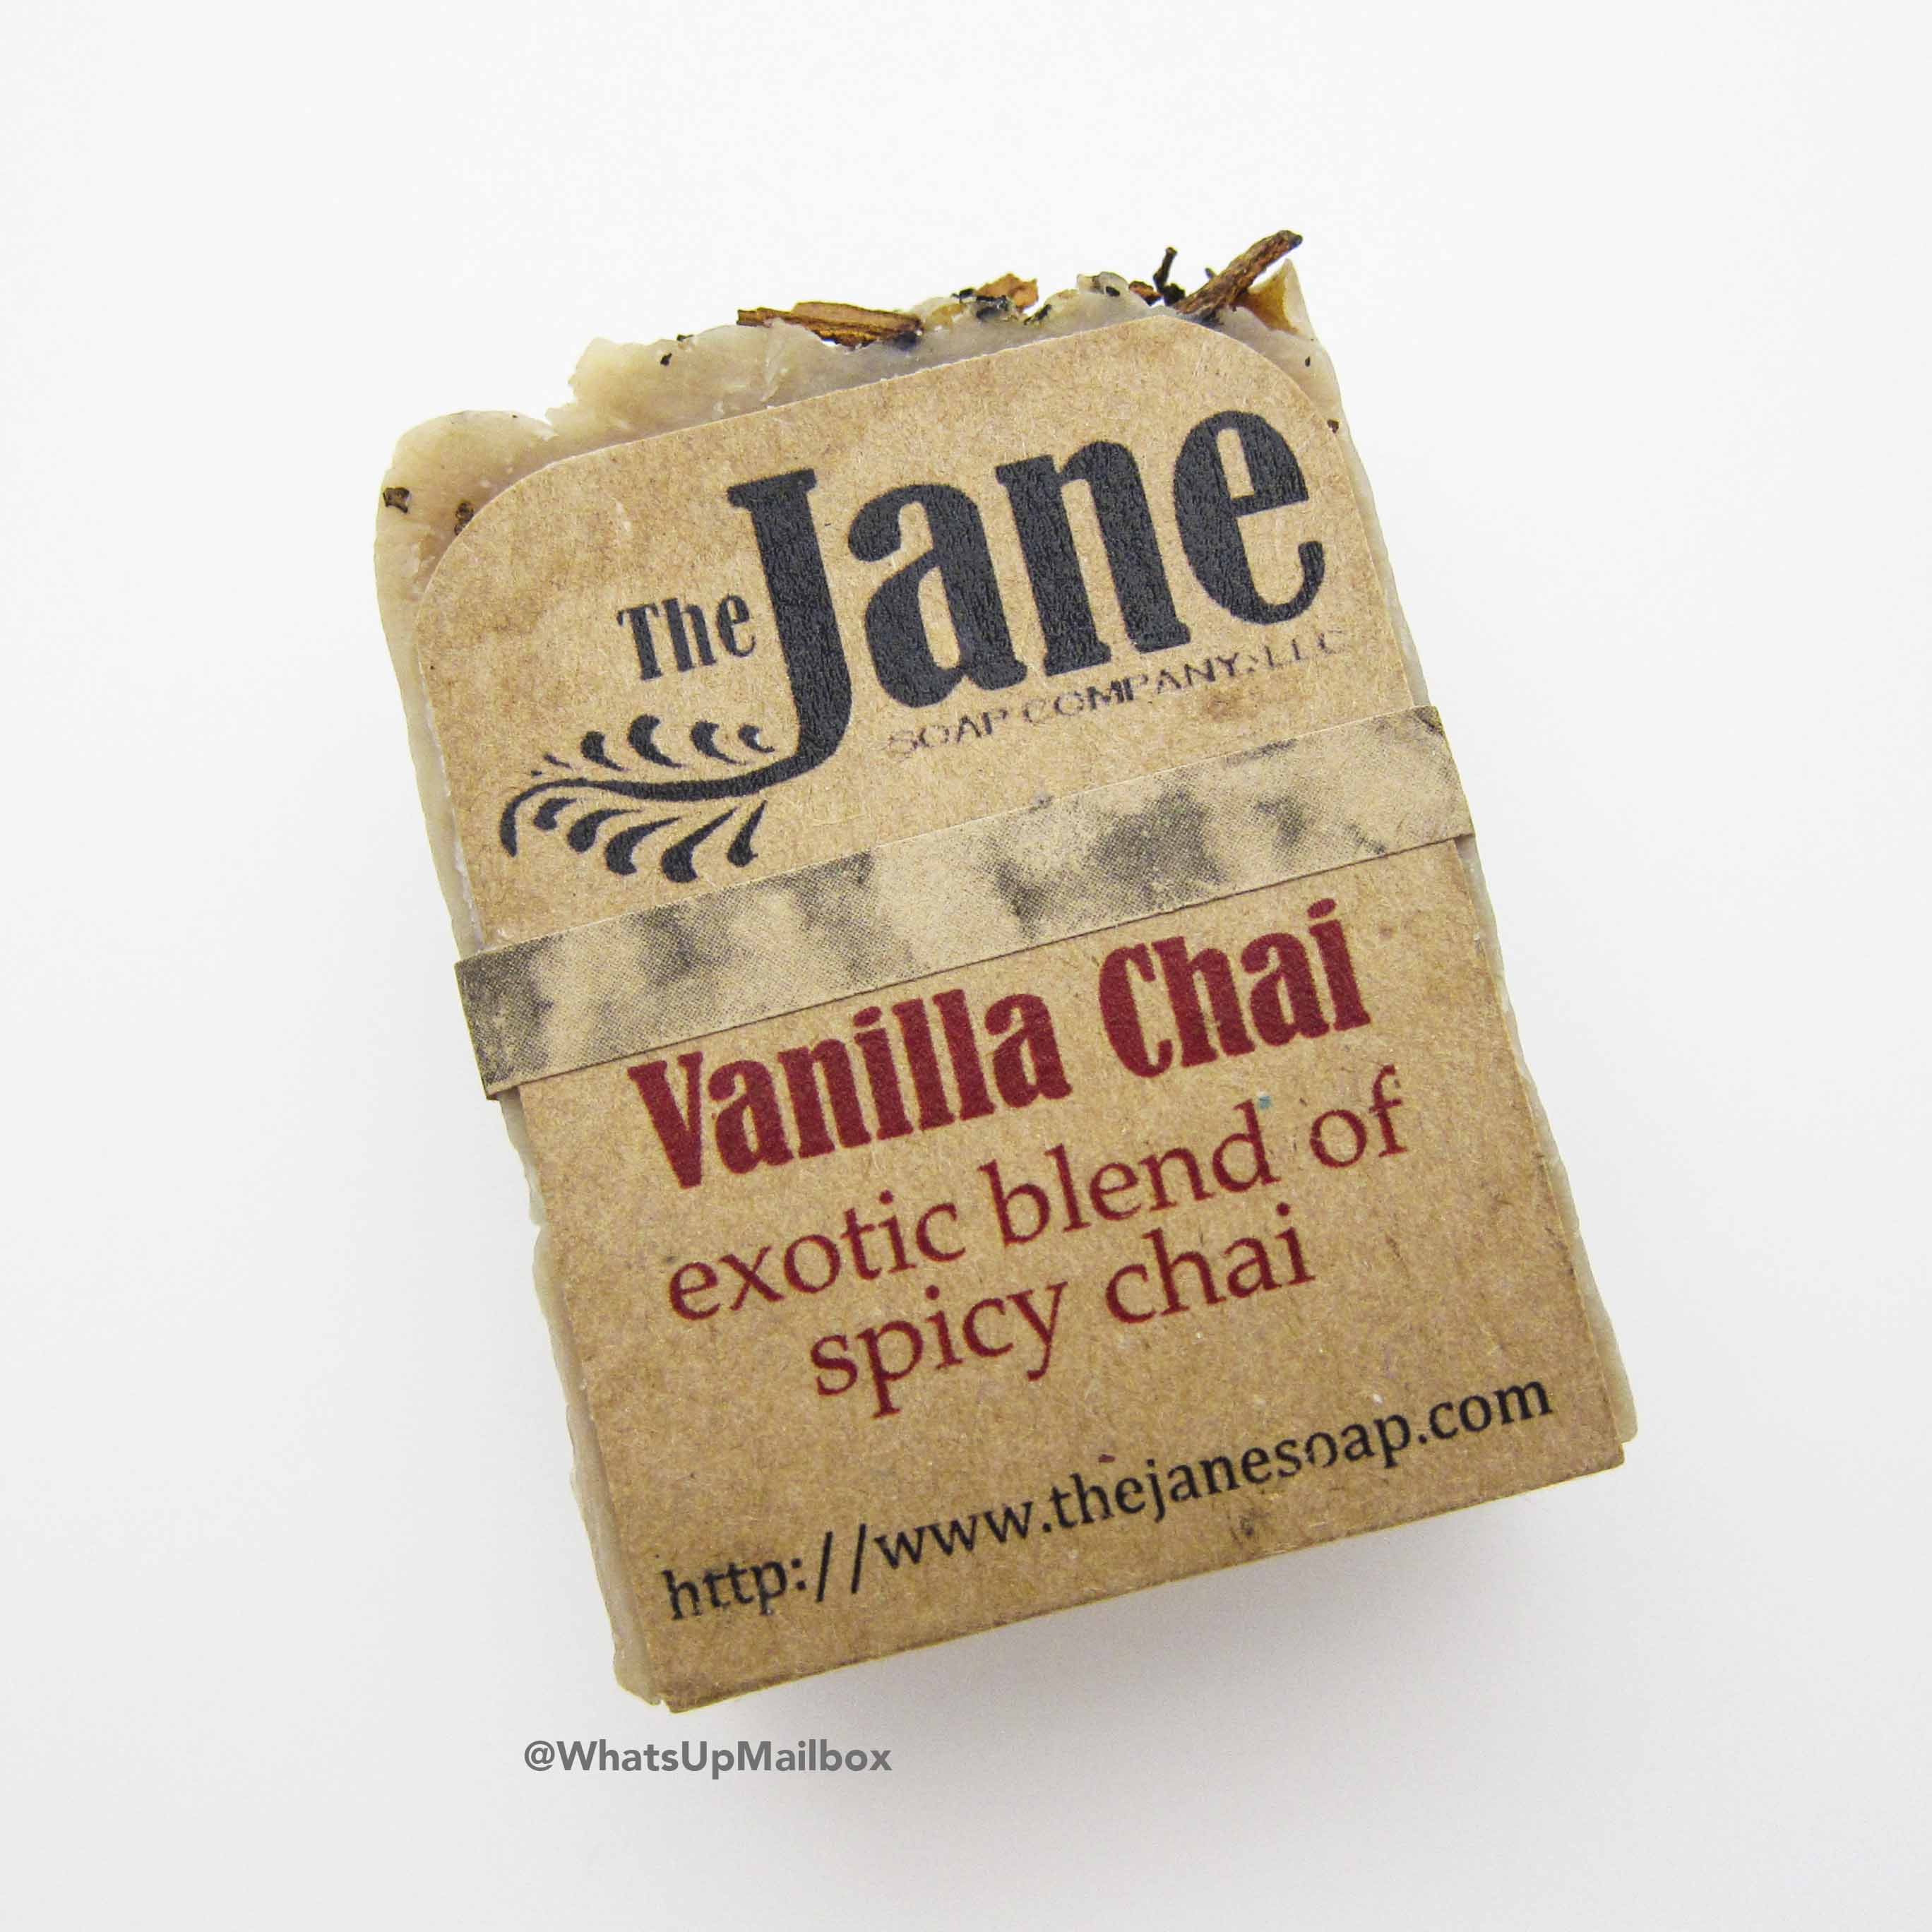 The Jane
SOAP COMPANY, LLC
Vanilla Chai
exotic blend of
spicy chai
http://www.thejanesoap.com
@WhatsUpMailbox